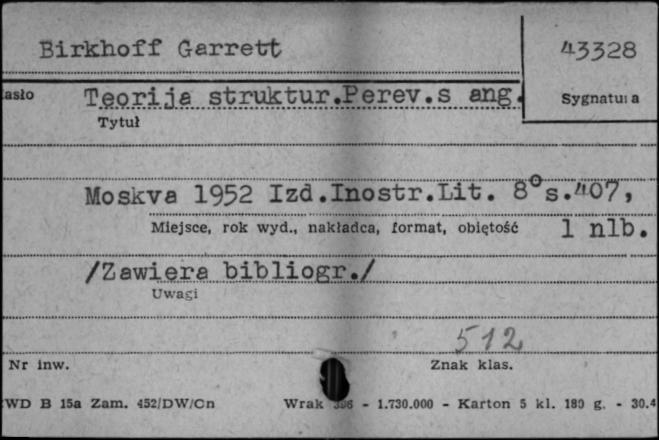 Birkhoff Garrett
43328
Teorija struktur.Perev.s ang.
Sygnatura
Tytuł
Moskva 1952 Izd.Inostr.Lit. 8°s.407,
Miejsce, rok wyd., nakładca, format, objętość
1 nlb.
/Zawiera bibliogr./
Uwagi
512
Nr inw.
Znak klas.
WD B 15a Zam. 452/DW/Cn Wrak - 1.730.000 - Karton 5 kl. 180 g. - 30.4